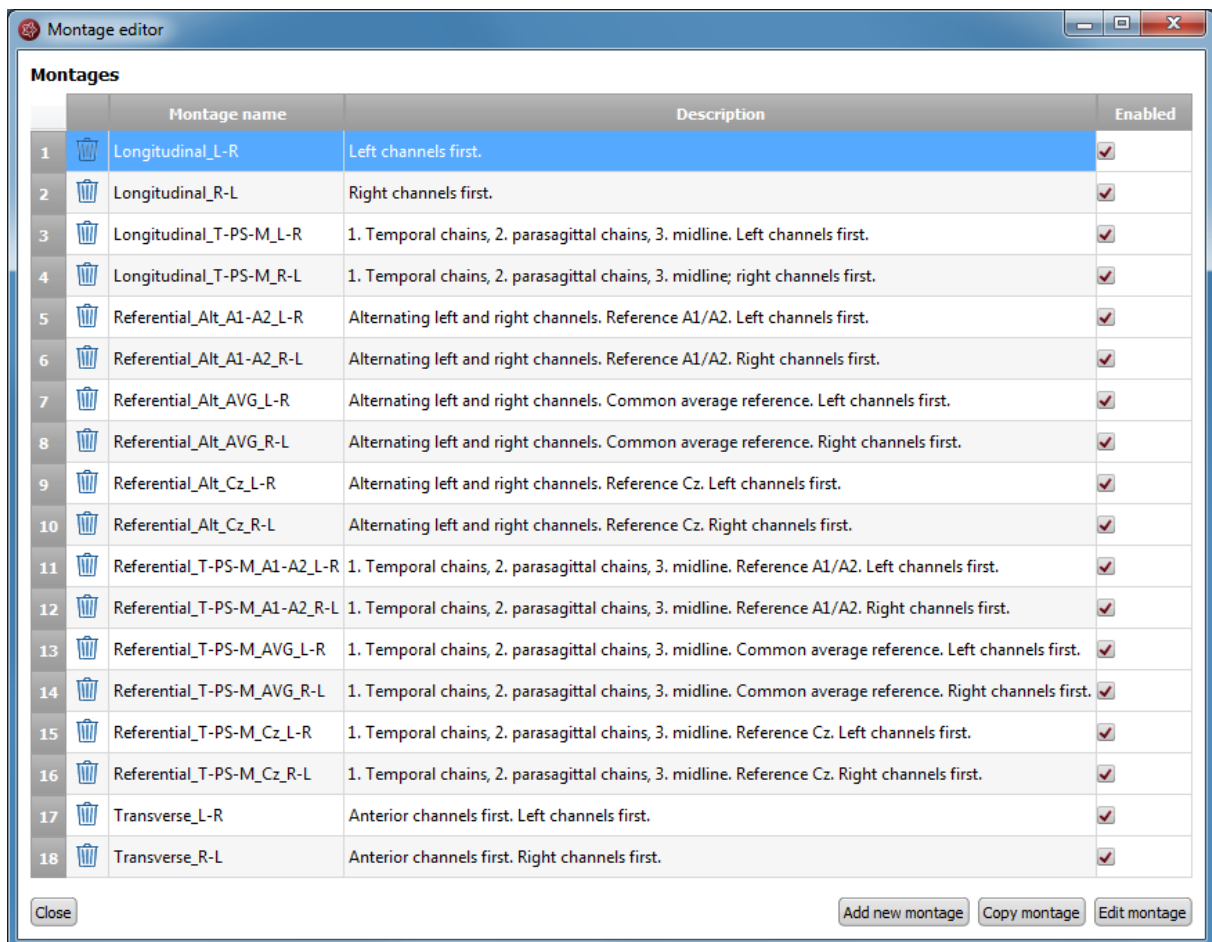 Montage editor
Montages
Montage name Description Enabled
1 Longitudinal_L-R Left channels first.
2 Longitudinal_R-L Right channels first.
3 Longitudinal_T-PS-M_L-R 1. Temporal chains, 2. parasagittal chains, 3. midline. Left channels first.
4 Longitudinal_T-PS-M_R-L 1. Temporal chains, 2. parasagittal chains, 3. midline; right channels first.
5 Referential_Alt_A1-A2_L-R Alternating left and right channels. Reference A1/A2. Left channels first.
6 Referential_Alt_A1-A2_R-L Alternating left and right channels. Reference A1/A2. Right channels first.
7 Referential_Alt_AVG_L-R Alternating left and right channels. Common average reference. Left channels first.
8 Referential_Alt_AVG_R-L Alternating left and right channels. Common average reference. Right channels first.
9 Referential_Alt_Cz_L-R Alternating left and right channels. Reference Cz. Left channels first.
10 Referential_Alt_Cz_R-L Alternating left and right channels. Reference Cz. Right channels first.
11 Referential_T-PS-M_A1-A2_L-R 1. Temporal chains, 2. parasagittal chains, 3. midline. Reference A1/A2. Left channels first.
12 Referential_T-PS-M_A1-A2_R-L 1. Temporal chains, 2. parasagittal chains, 3. midline. Reference A1/A2. Right channels first.
13 Referential_T-PS-M_AVG_L-R 1. Temporal chains, 2. parasagittal chains, 3. midline. Common average reference. Left channels first.
14 Referential_T-PS-M_AVG_R-L 1. Temporal chains, 2. parasagittal chains, 3. midline. Common average reference. Right channels first.
15 Referential_T-PS-M_Cz_L-R 1. Temporal chains, 2. parasagittal chains, 3. midline. Reference Cz. Left channels first.
16 Referential_T-PS-M_Cz_R-L 1. Temporal chains, 2. parasagittal chains, 3. midline. Reference Cz. Right channels first.
17 Transverse_L-R Anterior channels first. Left channels first.
18 Transverse_R-L Anterior channels first. Right channels first.
Close Add new montage Copy montage Edit montage